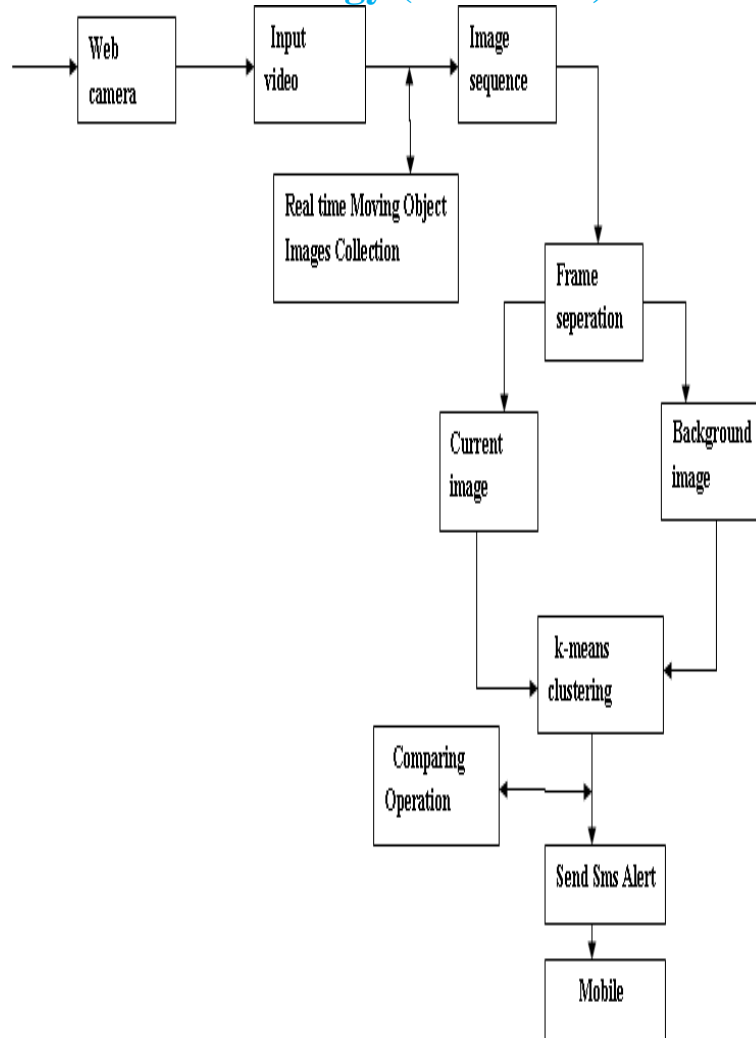 Web
camera
Input
video
Image
sequence
Real time Moving Object
Images Collection
Frame
seperation
Current
image
Background
image
k-means
clustering
Comparing
Operation
Send Sms Alert
Mobile